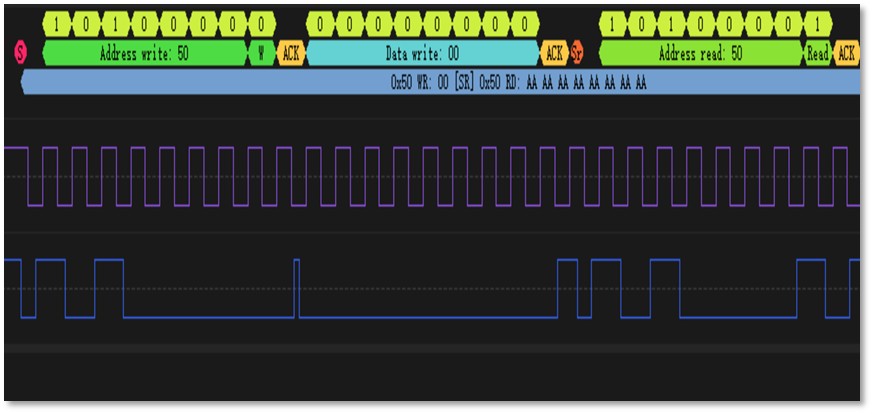 1 0 1 0 0 0 0 0 0 0 0 0 0 0 0 0 1 0 1 0 0 0 0 1
S Address write: 50 W ACK Data write: 00 ACK Sr Address read: 50 Read ACK
0x50 WR: 00 [SR] 0x50 RD: AA AA AA AA AA AA AA AA